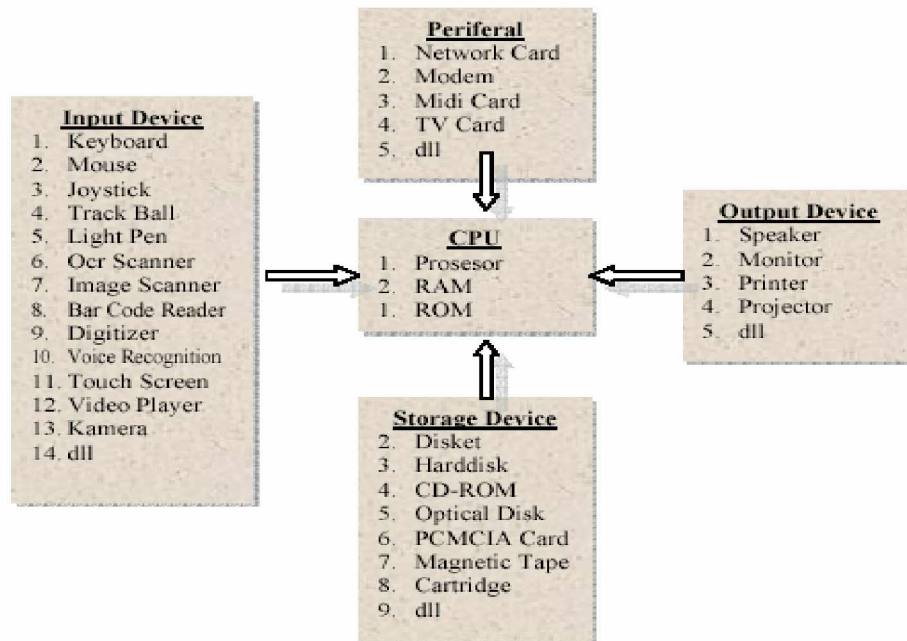 Periferal
1. Network Card
2. Modem
3. Midi Card
4. TV Card
5. dll
Input Device
1. Keyboard
2. Mouse
3. Joystick
4. Track Ball
5. Light Pen
6. Ocr Scanner
7. Image Scanner
8. Bar Code Reader
9. Digitizer
10. Voice Recognition
11. Touch Screen
12. Video Player
13. Kamera
14. dll
CPU
1. Prosesor
2. RAM
1. ROM
Output Device
1. Speaker
2. Monitor
3. Printer
4. Projector
5. dll
Storage Device
2. Disket
3. Harddisk
4. CD-ROM
5. Optical Disk
6. PCMCIA Card
7. Magnetic Tape
8. Cartridge
9. dll